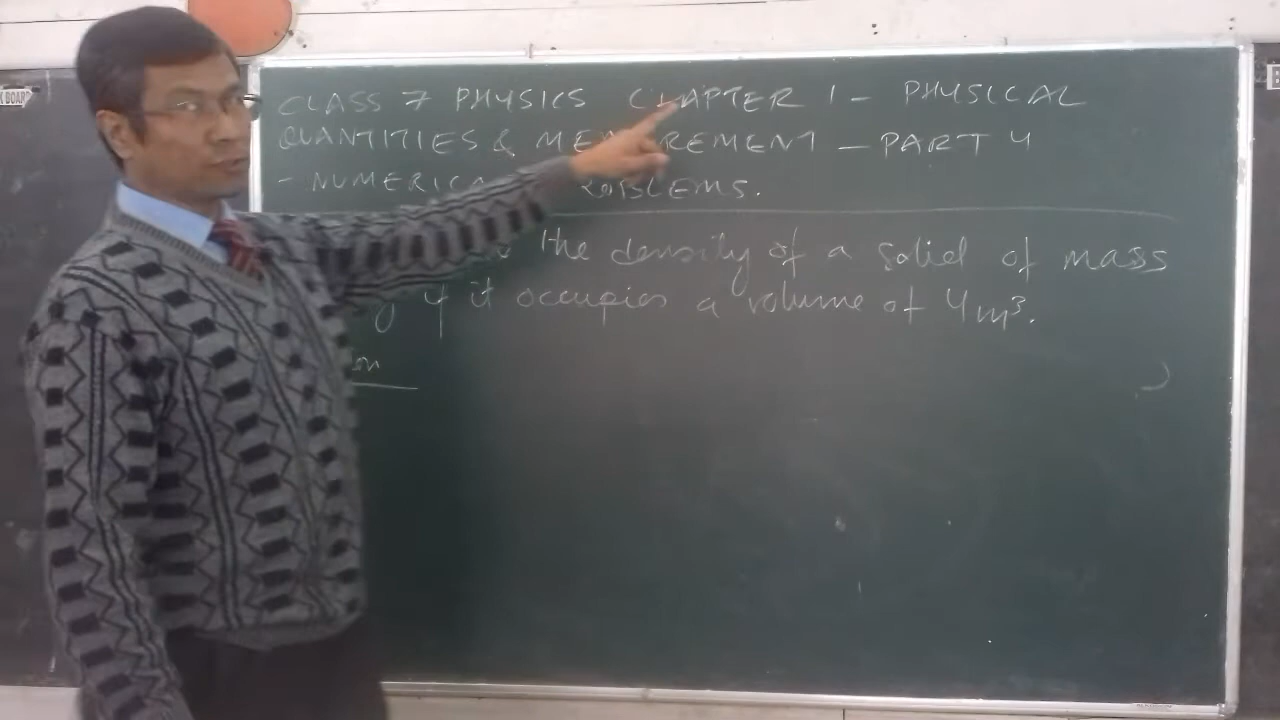 CLASS 7 PHYSICS CHAPTER 1 - PHYSICAL
QUANTITIES & MEASUREMENT - PART 4
- NUMERICAL PROBLEMS.
the density of a solid of mass
if it occupies a volume of 4m³.
K BOARD